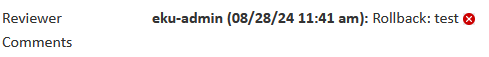 Reviewer eku-admin (08/28/24 11:41 am): Rollback: test
Comments